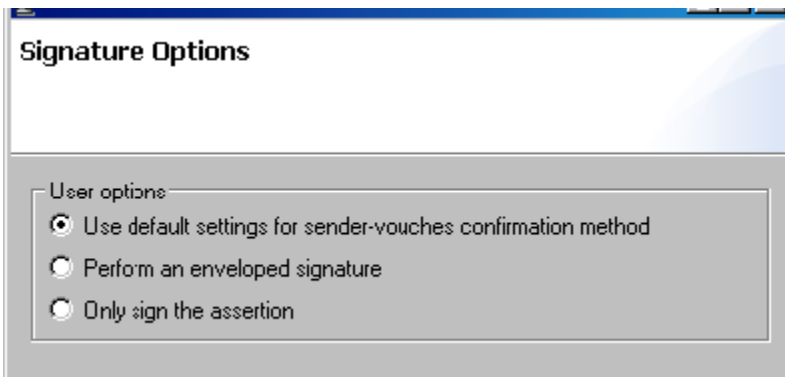 Signature Options
User options
Use default settings for sender-vouches confirmation method
Perform an enveloped signature
Only sign the assertion